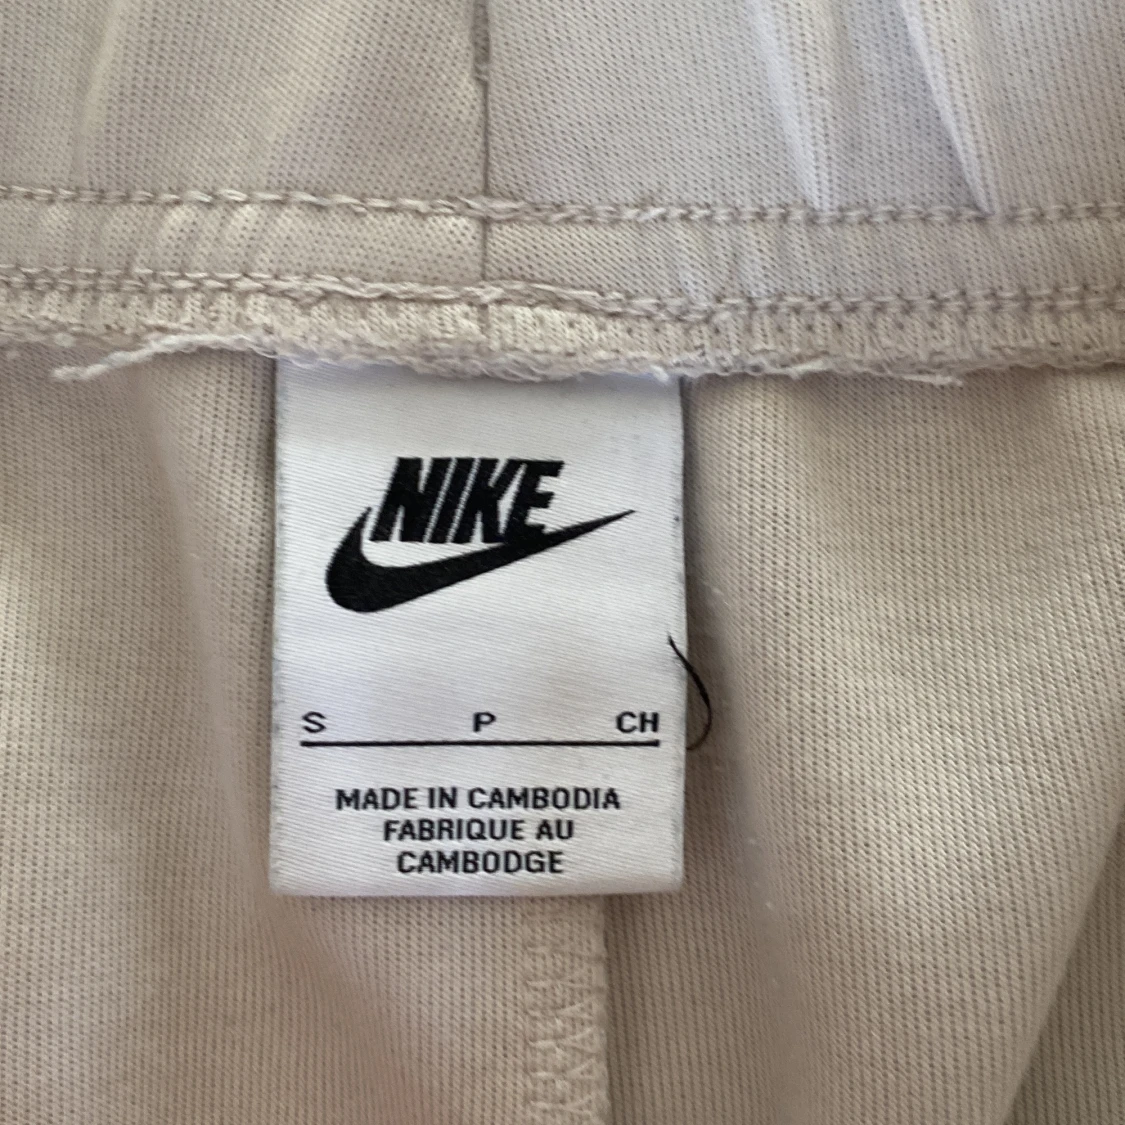 NIKE
S P CH
MADE IN CAMBODIA
FABRIQUE AU
CAMBODGE